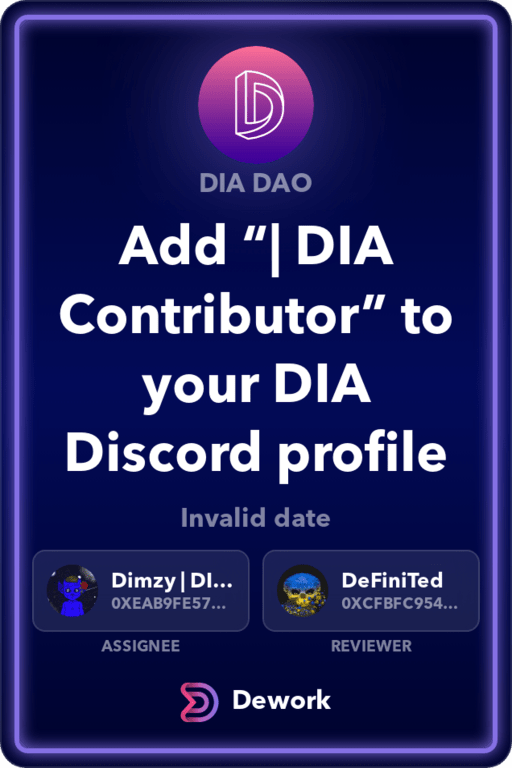 DIA DAO
Add “| DIA
Contributor” to
your DIA
Discord profile
Invalid date
Dimzy | DI...
0XEAB9FE57...
DeFiniTed
0XCFBFC954...
ASSIGNEE
REVIEWER
Dework